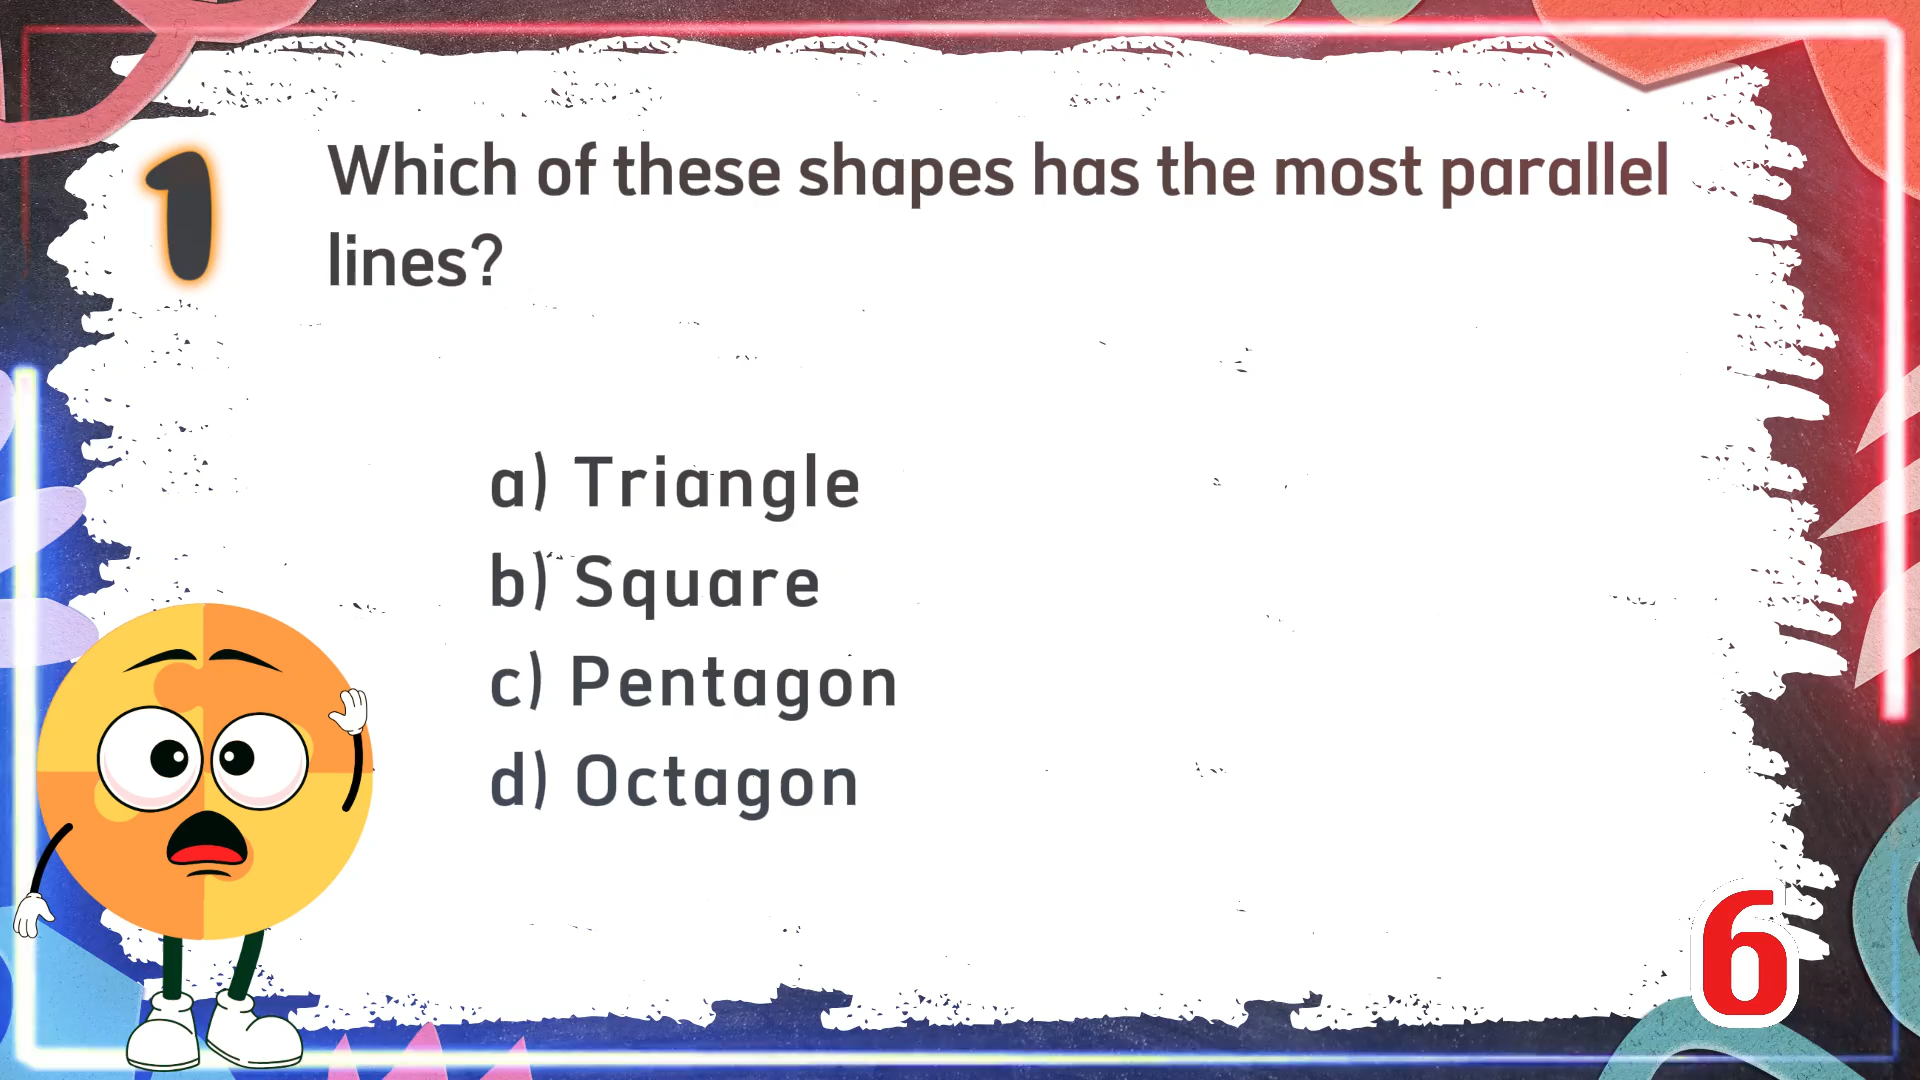 1
Which of these shapes has the most parallel
lines?
a) Triangle
b) Square
c) Pentagon
d) Octagon
6